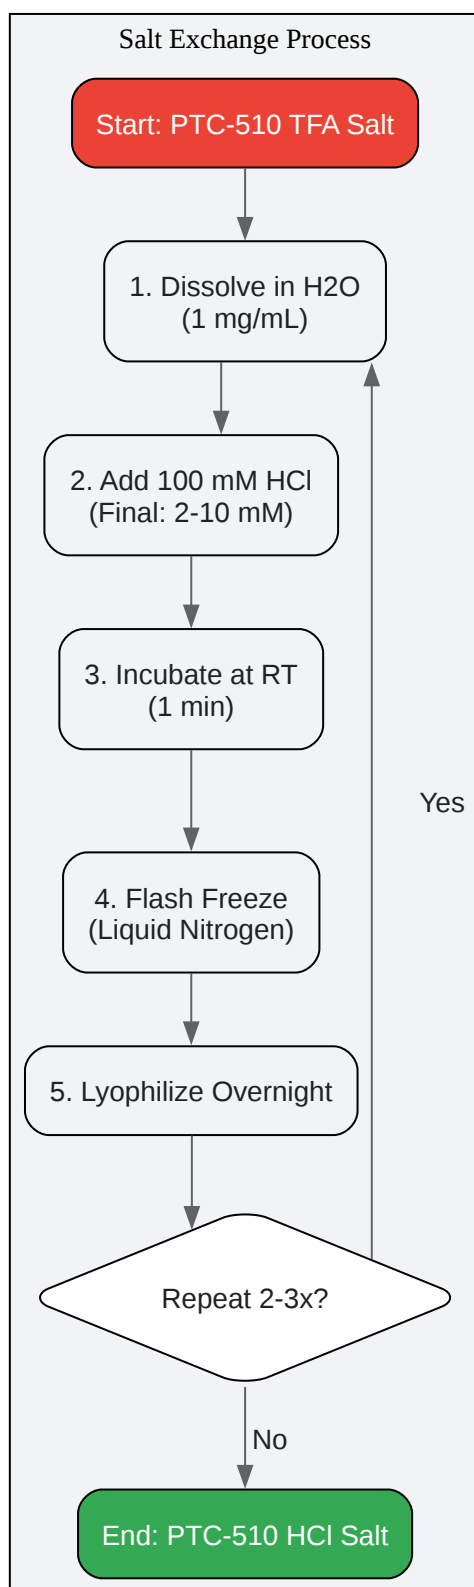 Salt Exchange Process
Start: PTC-510 TFA Salt
1. Dissolve in H2O
(1 mg/mL)
2. Add 100 mM HCl
(Final: 2-10 mM)
3. Incubate at RT
(1 min)
Yes
4. Flash Freeze
(Liquid Nitrogen)
5. Lyophilize Overnight
Repeat 2-3x?
No
End: PTC-510 HCl Salt